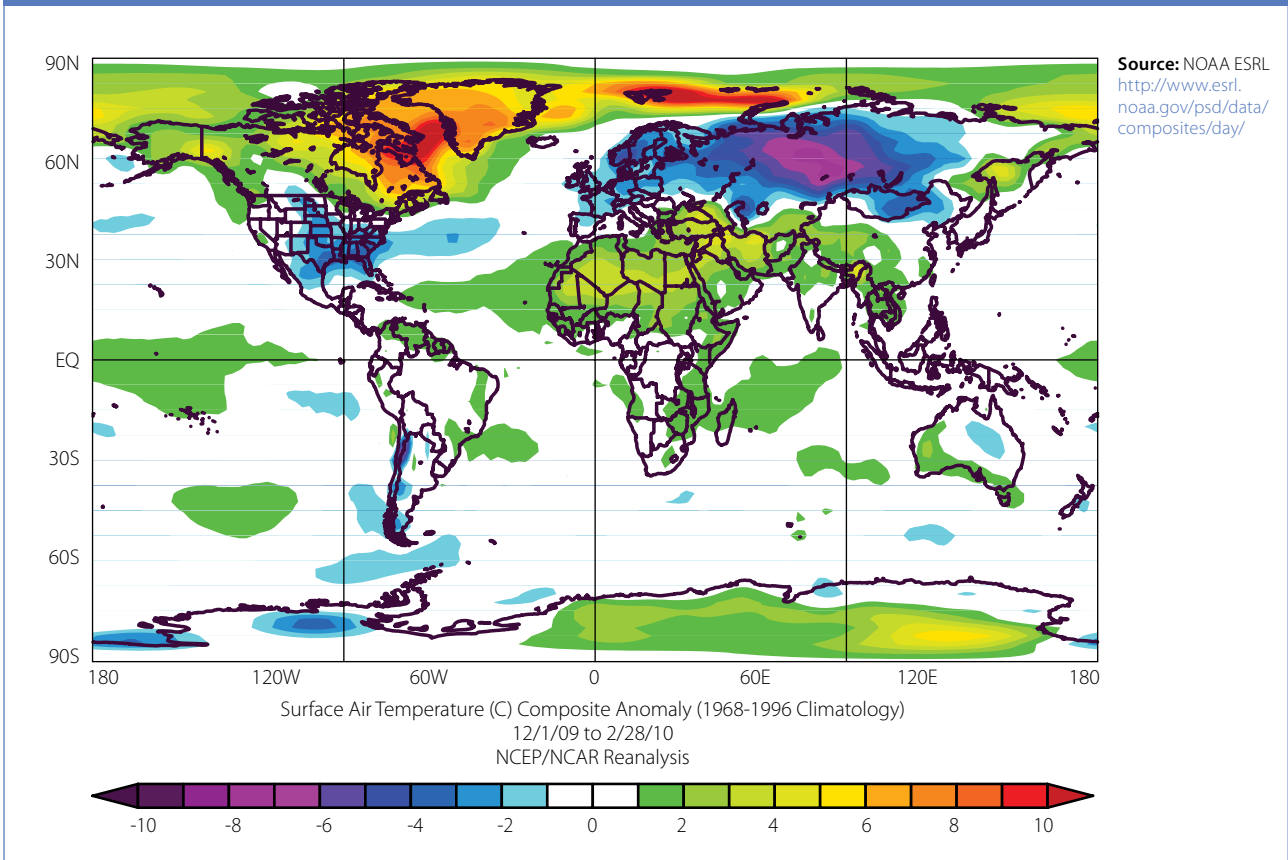 90N
60N
30N
EQ
30S
60S
90S
180
120W
60W
0
60E
120E
180
Source: NOAA ESRL
http://www.esrl.
noaa.gov/psd/data/
composites/day/
Surface Air Temperature (C) Composite Anomaly (1968-1996 Climatology)
12/1/09 to 2/28/10
NCEP/NCAR Reanalysis
-10 -8 -6 -4 -2 0 2 4 6 8 10